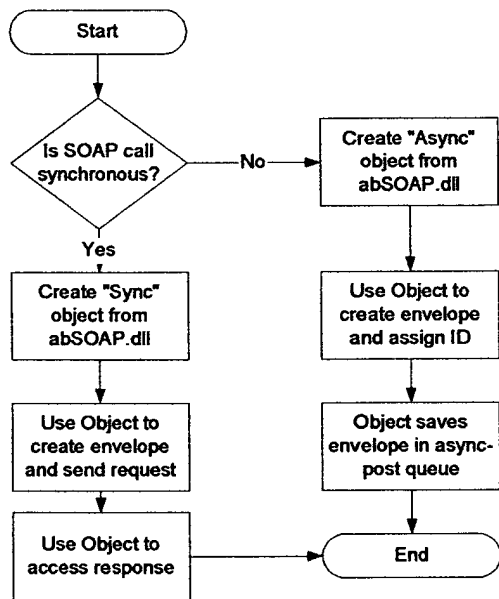 Start
Is SOAP call
synchronous?
No
Create "Async"
object from
abSOAP.dll
Yes
Create "Sync"
object from
abSOAP.dll
Use Object to
create envelope
and assign ID
Use Object to
create envelope
and send request
Object saves
envelope in async-
post queue
Use Object to
access response
End